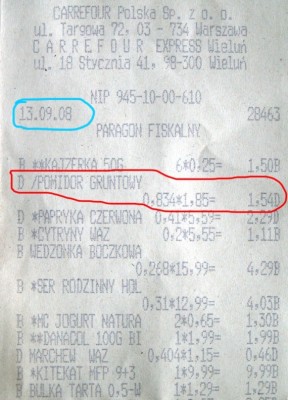 CARREFOUR Polska Sp. z o. o.
ul. Targowa 72, 03 - 734 Warszawa
C A R R E F O U R EXPRESS Wieluń
ul. 18 Stycznia 41, 98-300 Wieluń
NIP 945-10-00-610
13.09.08 28463
PARAGON FISKALNY
B **KAJZERKA 50G 6*0,25= 1,50B
D /POMIDOR GRUNTOWY
0,834*1,85= 1,54D
D *PAPRYKA CZERWONA 0,41*5,59= 2,29D
B *CYTRYNY WAZ 0,2*5,55= 1,11B
B WEDZONKA BOCZKOWA
0,268*15,99= 4,29B
B *SER RODZINNY HOL
0,31*12,99= 4,03B
B *MC JOGURT NATURA 2*0,65= 1,30B
B **DANACOL 100G BI 1*1,99= 1,99B
D MARCHEW WAZ 0,404*1,15= 0,46D
B *KITEKAT MFP 9+3 1*9,99= 9,99B
B BULKA TARTA 0,5-W 1*1,29= 1,29B